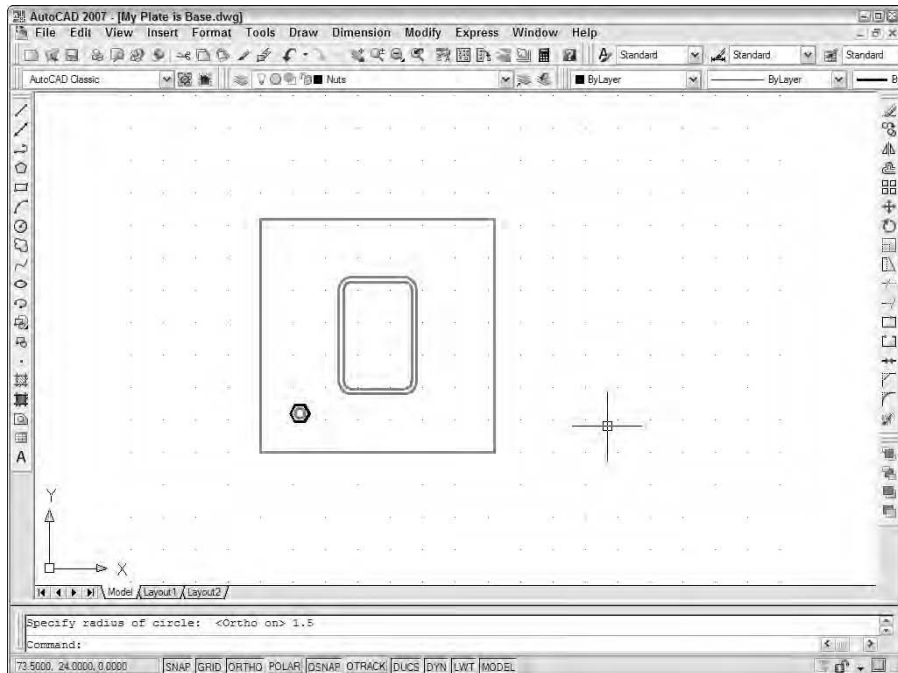 AutoCAD 2007 - [My Plate is Base.dwg]
File Edit View Insert Format Tools Draw Dimension Modify Express Window Help
Standard Standard Standard
AutoCAD Classic Nuts ByLayer ByLayer B
A
Y
X
Model Layout1 Layout2
Specify radius of circle: <Ortho on> 1.5
Command:
73.5000, 24.0000, 0.0000 SNAP GRID ORTHO POLAR OSNAP OTRACK DUCS DYN LWT MODEL